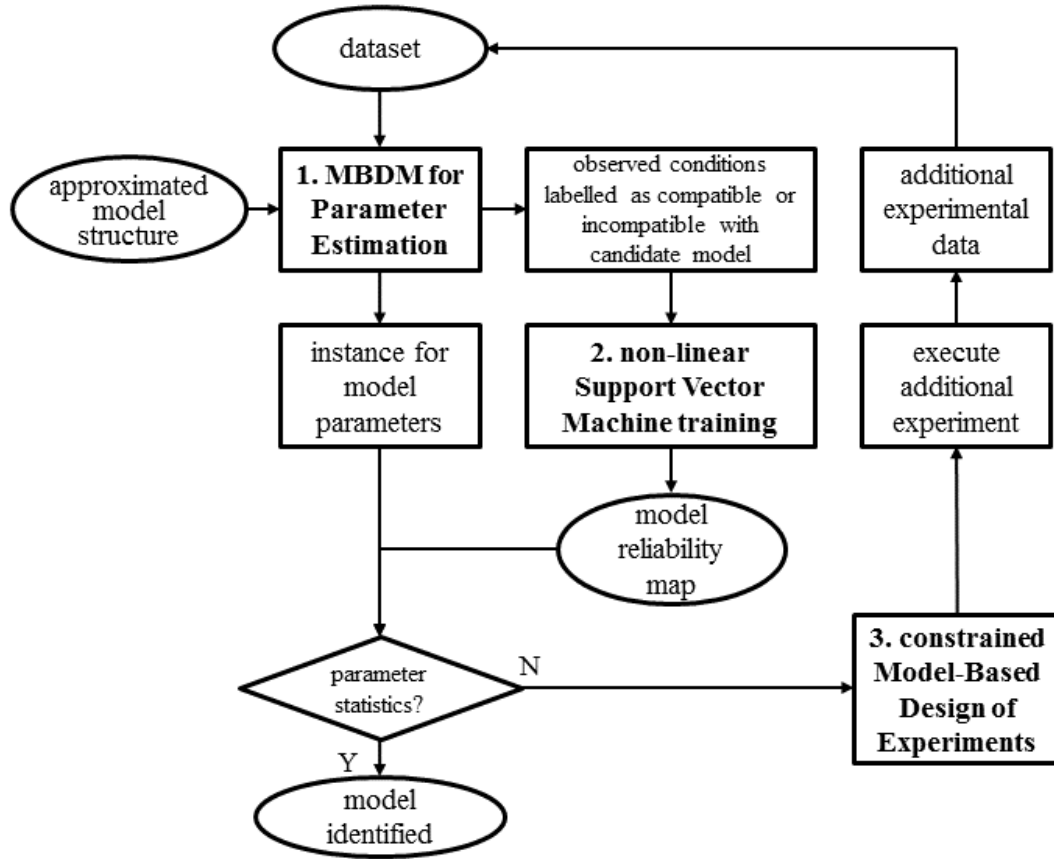 dataset
approximated
model
structure
1. MBDM for
Parameter
Estimation
observed conditions
labelled as compatible or
incompatible with
candidate model
additional
experimental
data
instance for
model
parameters
2. non-linear
Support Vector
Machine training
execute
additional
experiment
model
reliability
map
parameter
statistics?
N
3. constrained
Model-Based
Design of
Experiments
Y
model
identified